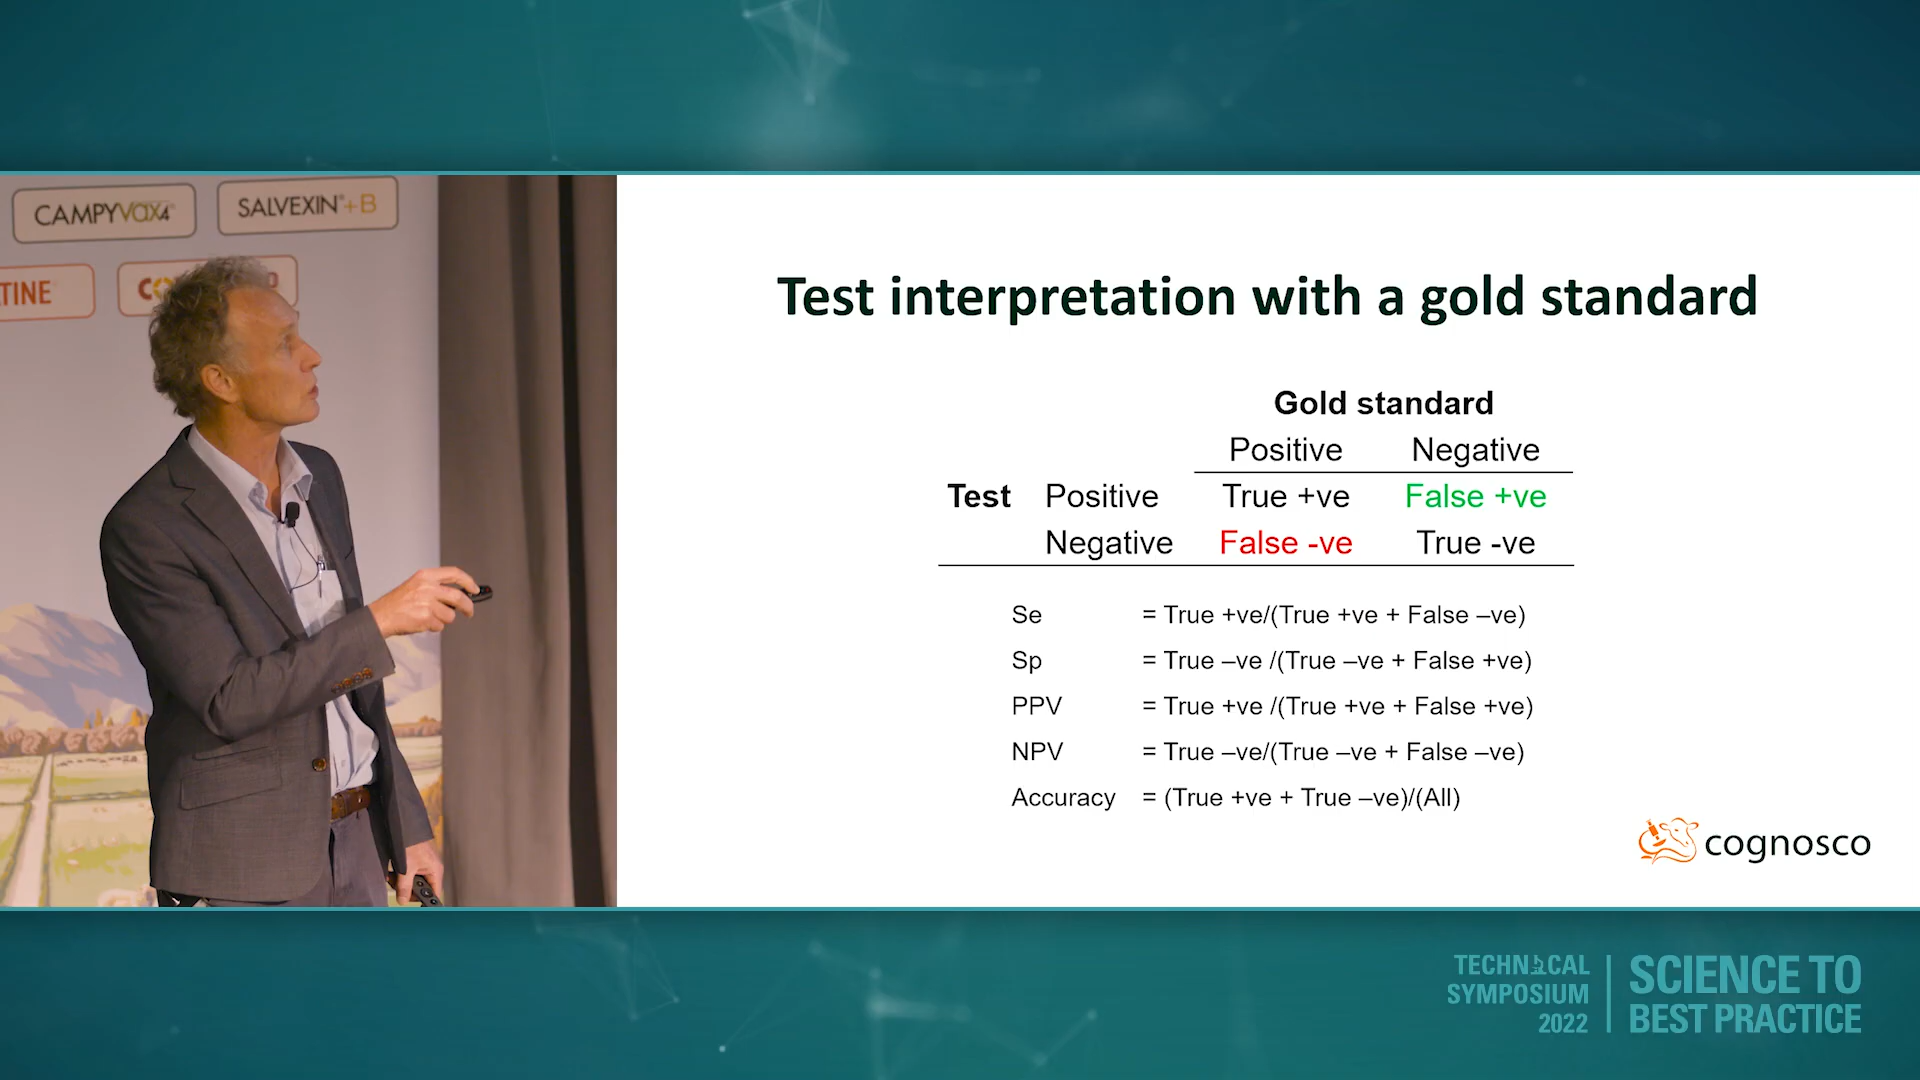 CAMPYVAX4
SALVEXIN®+B
TINE
Test interpretation with a gold standard
Gold standard
Positive Negative
Test Positive True +ve False +ve
Negative False -ve True -ve
Se = True +ve/(True +ve + False –ve)
Sp = True –ve /(True –ve + False +ve)
PPV = True +ve /(True +ve + False +ve)
NPV = True –ve/(True –ve + False –ve)
Accuracy = (True +ve + True –ve)/(All)
cognosco
TECHNICAL
SYMPOSIUM
2022
SCIENCE TO
BEST PRACTICE